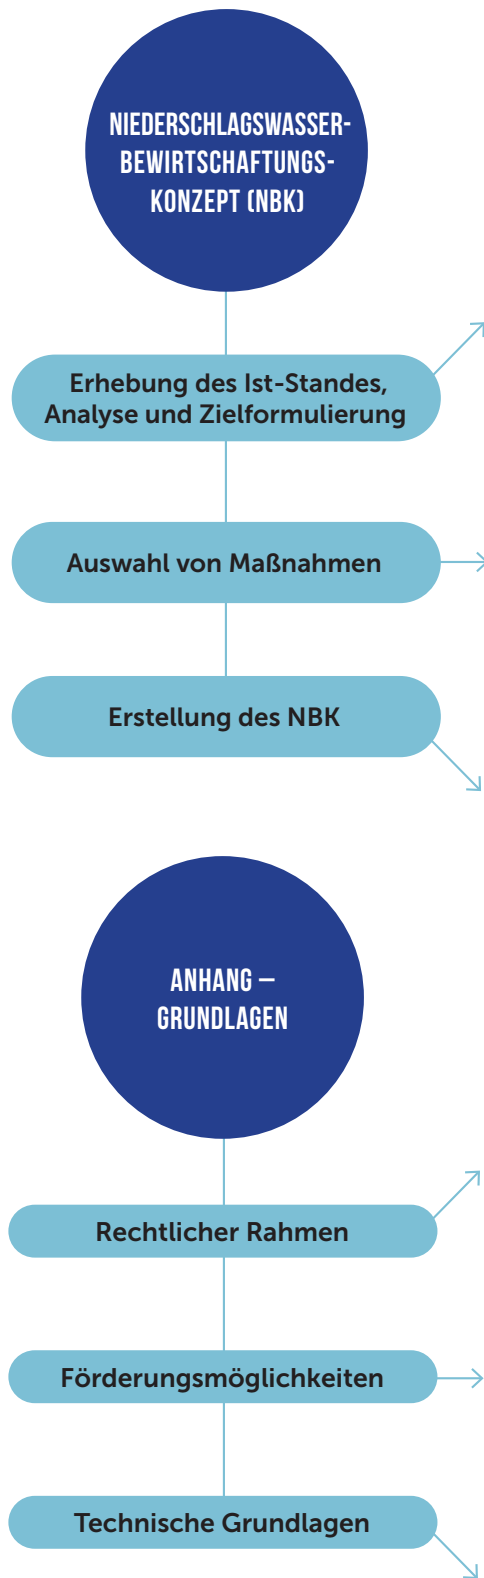 NIEDERSCHLAGSWASSER-
BEWIRTSCHAFTUNGS-
KONZEPT (NBK)
Erhebung des Ist-Standes,
Analyse und Zielformulierung
Auswahl von Maßnahmen
Erstellung des NBK
ANHANG –
GRUNDLAGEN
Rechtlicher Rahmen
Förderungsmöglichkeiten
Technische Grundlagen